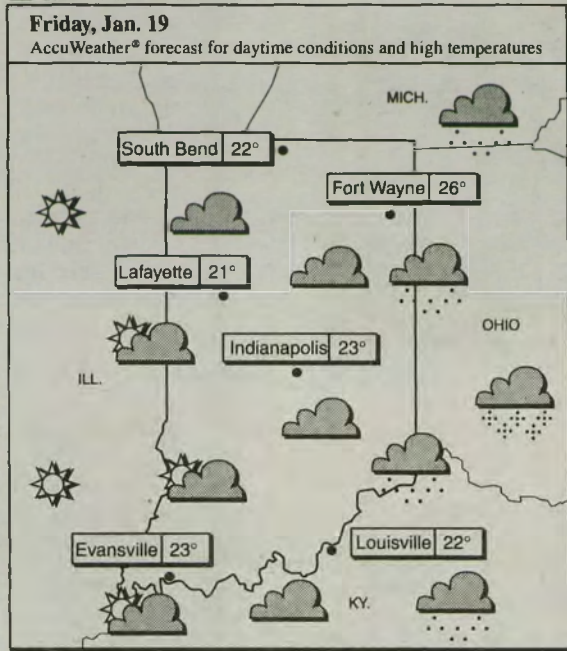 Friday, Jan. 19
AccuWeather® forecast for daytime conditions and high temperatures
MICH.
South Bend 22°
Fort Wayne 26°
Lafayette 21°
OHIO
Indianapolis 23°
ILL.
Evansville 23°
Louisville 22°
KY.